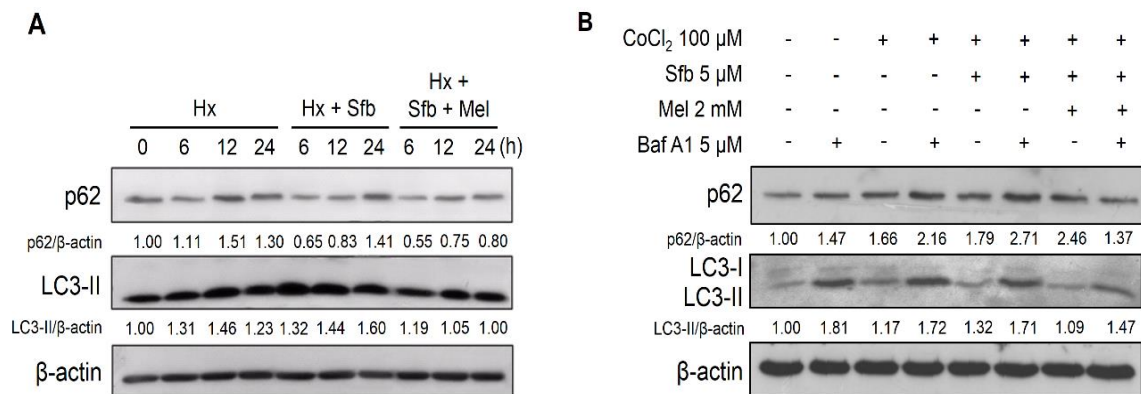 A
Hx +
Hx Hx + Sfb Sfb + Mel
0 6 12 24 6 12 24 6 12 24 (h)
p62
p62/β-actin 1.00 1.11 1.51 1.30 0.65 0.83 1.41 0.55 0.75 0.80
LC3-II
LC3-II/β-actin 1.00 1.31 1.46 1.23 1.32 1.44 1.60 1.19 1.05 1.00
β-actin
B
CoCl₂ 100 µM - - + + + + + +
Sfb 5 µM - - - - + + + +
Mel 2 mM - - - - - - + +
Baf A1 5 µM - + - + - + - +
p62
p62/β-actin 1.00 1.47 1.66 2.16 1.79 2.71 2.46 1.37
LC3-I
LC3-II
LC3-II/β-actin 1.00 1.81 1.17 1.72 1.32 1.71 1.09 1.47
β-actin